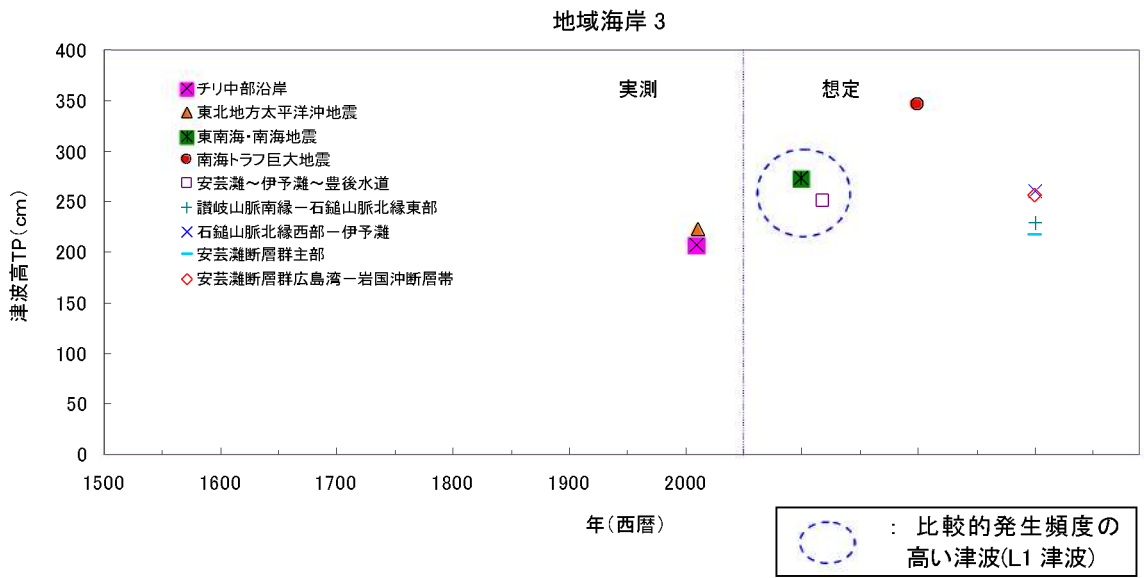 地域海岸 3
400
350
300
250
200
150
100
50
0
津波高TP(cm)
チリ中部沿岸
東北地方太平洋沖地震
東南海・南海地震
南海トラフ巨大地震
安芸灘～伊予灘～豊後水道
讃岐山脈南縁－石鎚山脈北縁東部
石鎚山脈北縁西部－伊予灘
安芸灘断層群主部
安芸灘断層群広島湾－岩国沖断層帯
実測
想定
1500 1600 1700 1800 1900 2000
年(西暦)
： 比較的発生頻度の
高い津波(L1 津波)